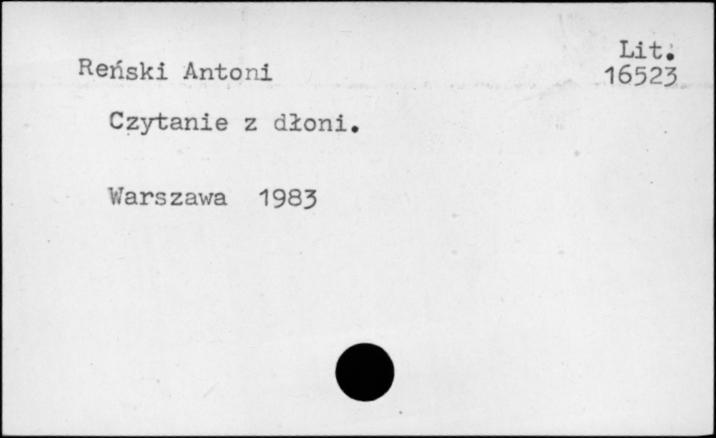 Lit.
Reński Antoni 16523
Czytanie z dłoni.
Warszawa 1983